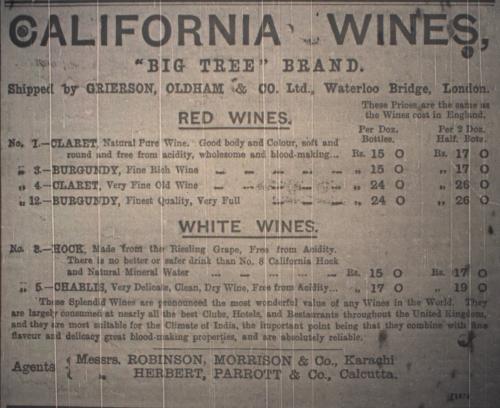 CALIFORNIA WINES,
"BIG TREE" BRAND.
Shipped by GRIERSON, OLDHAM & CO. Ltd., Waterloo Bridge, London.
These Prices are the same as
the Wines cost in England.
RED WINES.
Per Doz. Bottles. Per 2 Doz. Half. Bots.
No. 1.—CLARET, Natural Pure Wine. Good body and Colour, soft and
round and free from acidity, wholesome and blood-making... Rs. 15 0 Rs. 17 0
„ 3.—BURGUNDY, Fine Rich Wine ... „ 15 0 „ 17 0
„ 4.—CLARET, Very Fine Old Wine ... „ 24 0 „ 26 0
„ 12.—BURGUNDY, Finest Quality, Very Full ... „ 24 0 „ 26 0
WHITE WINES.
No. 8.—HOCK, Made from the Riesling Grape, Free from Acidity.
There is no better or safer drink than No. 8 California Hock
and Natural Mineral Water ... Rs. 15 0 Rs. 17 0
„ 5.—CHABLIS, Very Delicate, Clean, Dry Wine, Free from Acidity... „ 17 0 „ 19 0
These Splendid Wines are pronounced the most wonderful value of any Wines in the World. They
are largely consumed at nearly all the best Clubs, Hotels, and Restaurants throughout the United Kingdom,
and they are most suitable for the Climate of India, the important point being that they combine with fine
flavour and delicacy great blood-making properties, and are absolutely reliable.
Agents { Messrs. ROBINSON, MORRISON & Co., Karachi
„ HERBERT, PARROTT & Co., Calcutta.